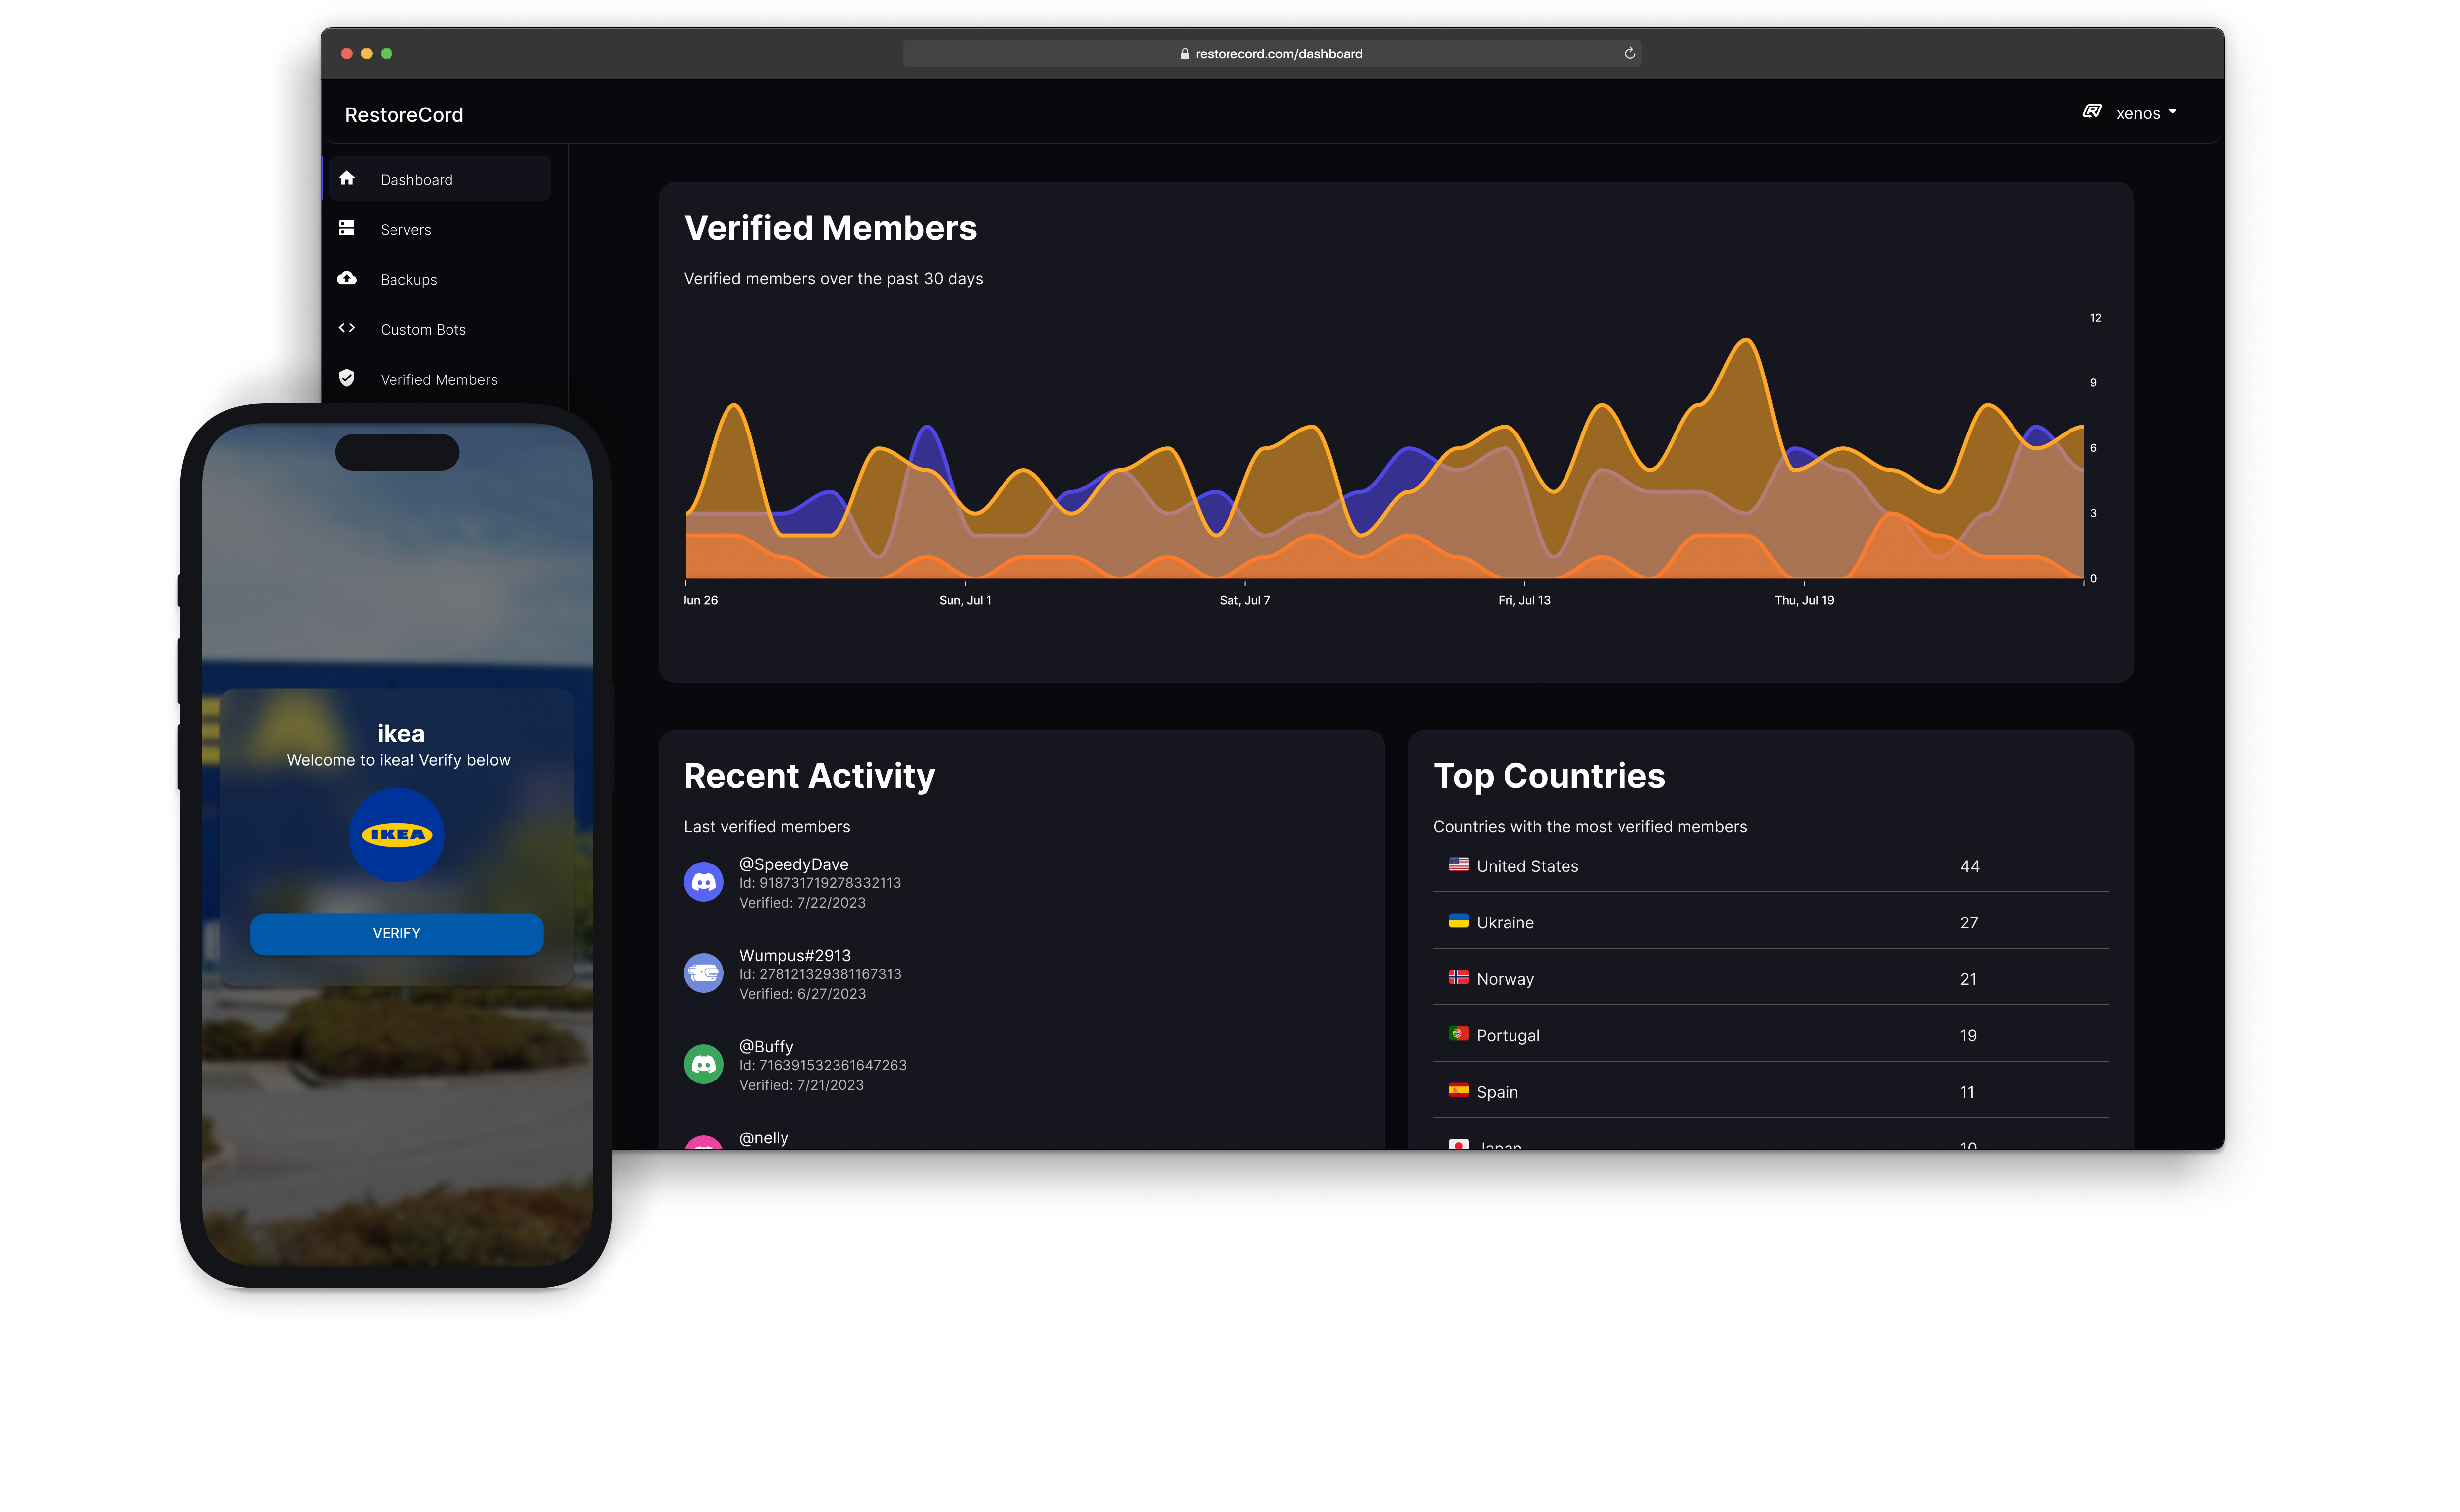 restorecord.com/dashboard
RestoreCord
xenos
Dashboard
Servers
Backups
Custom Bots
Verified Members
Verified Members
Verified members over the past 30 days
12
9
6
3
0
Jun 26
Sun, Jul 1
Sat, Jul 7
Fri, Jul 13
Thu, Jul 19
ikea
Welcome to ikea! Verify below
IKEA
VERIFY
Recent Activity
Last verified members
@SpeedyDave
Id: 918731719278332113
Verified: 7/22/2023
Wumpus#2913
Id: 278121329381167313
Verified: 6/27/2023
@Buffy
Id: 716391532361647263
Verified: 7/21/2023
@nelly
Top Countries
Countries with the most verified members
United States 44
Ukraine 27
Norway 21
Portugal 19
Spain 11
Japan 10